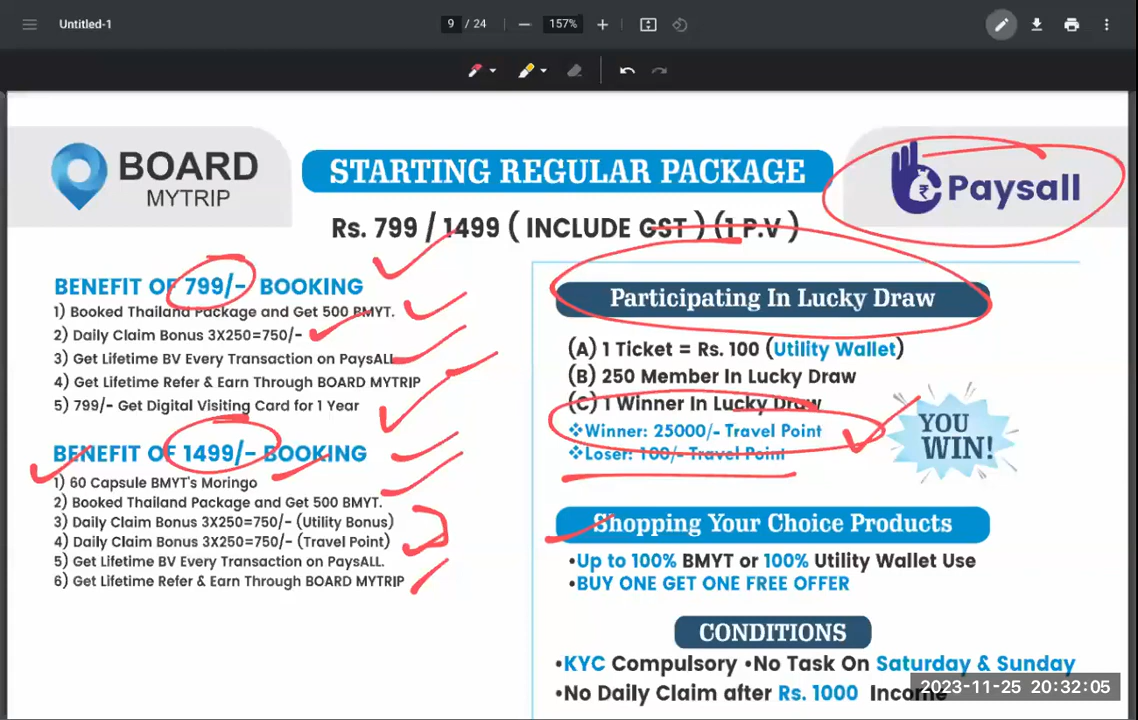 Untitled-1
9 / 24
157%
BOARD
MYTRIP
STARTING REGULAR PACKAGE
Paysall
Rs. 799 / 1499 ( INCLUDE GST ) (1 P.V )
BENEFIT OF 799/- BOOKING
1) Booked Thailand Package and Get 500 BMYT.
2) Daily Claim Bonus 3X250=750/-
3) Get Lifetime BV Every Transaction on PaysALL
4) Get Lifetime Refer & Earn Through BOARD MYTRIP
5) 799/- Get Digital Visiting Card for 1 Year
BENEFIT OF 1499/- BOOKING
1) 60 Capsule BMYT's Moringo
2) Booked Thailand Package and Get 500 BMYT.
3) Daily Claim Bonus 3X250=750/- (Utility Bonus)
4) Daily Claim Bonus 3X250=750/- (Travel Point)
5) Get Lifetime BV Every Transaction on PaysALL.
6) Get Lifetime Refer & Earn Through BOARD MYTRIP
Participating In Lucky Draw
(A) 1 Ticket = Rs. 100 (Utility Wallet)
(B) 250 Member In Lucky Draw
(C) 1 Winner In Lucky Draw
❖Winner: 25000/- Travel Point
❖Loser: 100/- Travel Point
YOU
WIN!
Shopping Your Choice Products
•Up to 100% BMYT or 100% Utility Wallet Use
•BUY ONE GET ONE FREE OFFER
CONDITIONS
•KYC Compulsory •No Task On Saturday & Sunday
•No Daily Claim after Rs. 1000 Income
2023-11-25 20:32:05